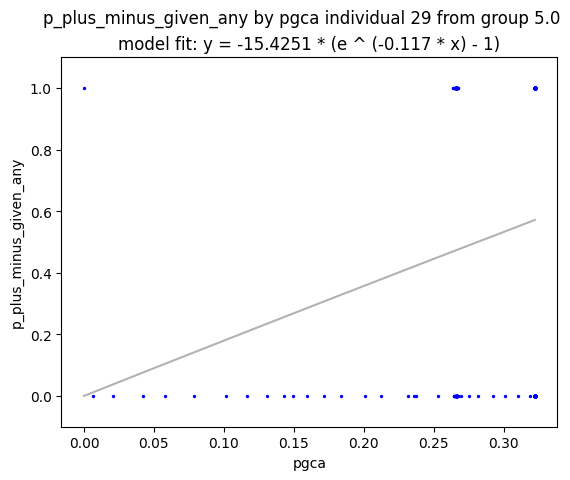 p_plus_minus_given_any by pgca individual 29 from group 5.0
model fit: y = -15.4251 * (e ^ (-0.117 * x) - 1)
1.0
0.8
0.6
0.4
0.2
0.0
p_plus_minus_given_any
0.00 0.05 0.10 0.15 0.20 0.25 0.30
pgca